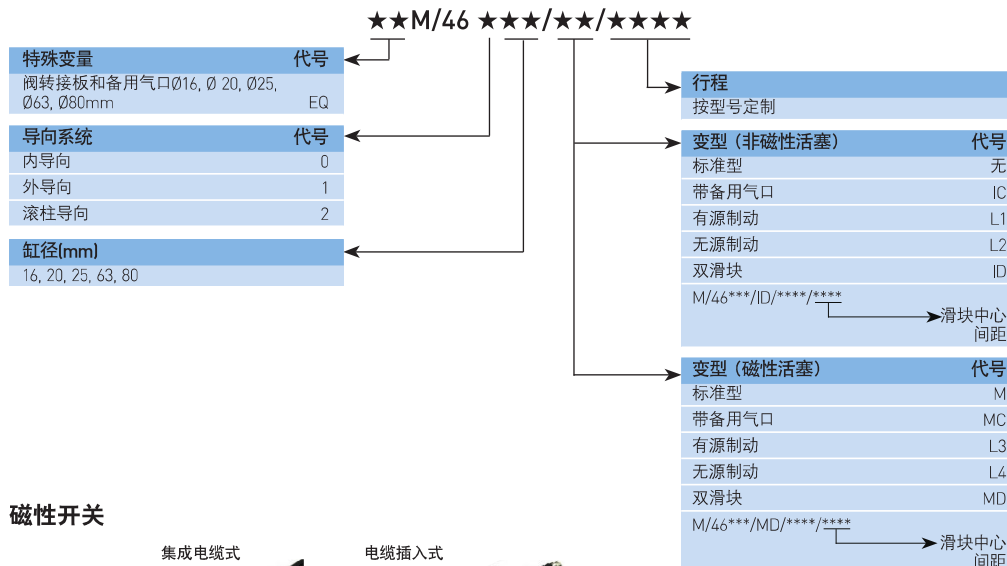 ★★M/46 ★★★/★★/★★★★
特殊变量 代号
阀转接板和备用气口Ø16, Ø 20, Ø25,
Ø63, Ø80mm EQ
导向系统 代号
内导向 0
外导向 1
滚柱导向 2
缸径(mm)
16, 20, 25, 63, 80
行程
按型号定制
变型（非磁性活塞） 代号
标准型 无
带备用气口 IC
有源制动 L1
无源制动 L2
双滑块 ID
M/46***/ID/****/****
滑块中心
间距
变型（磁性活塞） 代号
标准型 M
带备用气口 MC
有源制动 L3
无源制动 L4
双滑块 MD
M/46***/MD/****/****
滑块中心
间距
磁性开关
集成电缆式 电缆插入式